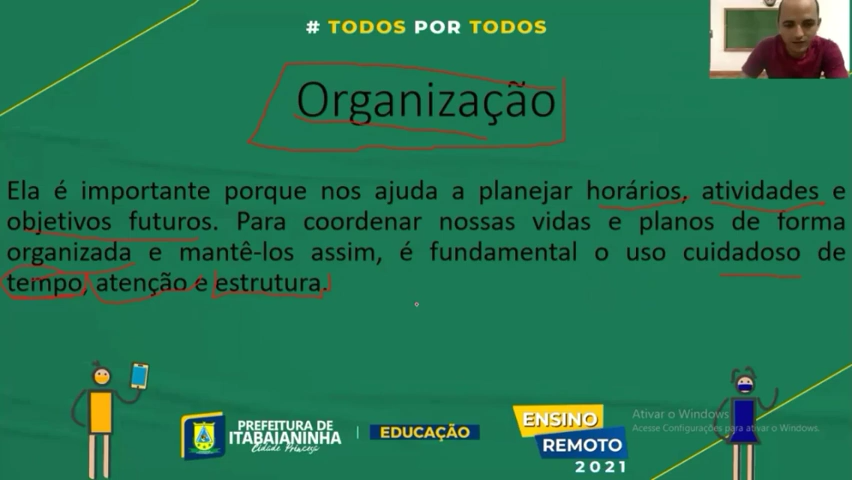 # TODOS POR TODOS
Organização
Ela é importante porque nos ajuda a planejar horários, atividades e
objetivos futuros. Para coordenar nossas vidas e planos de forma
organizada e mantê-los assim, é fundamental o uso cuidadoso de
tempo, atenção e estrutura.
PREFEITURA DE
ITABAIANINHA
Cidade Princesa
EDUCAÇÃO
ENSINO
REMOTO
2021
Ativar o Windows
Acesse Configurações para ativar o Windows.